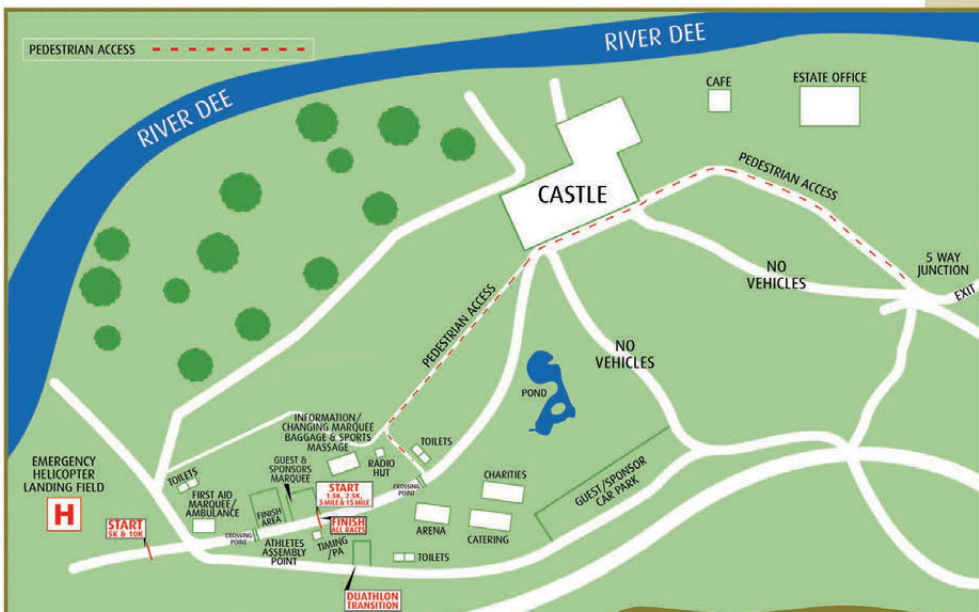 PEDESTRIAN ACCESS
RIVER DEE
RIVER DEE
CAFE
ESTATE OFFICE
CASTLE
PEDESTRIAN ACCESS
5 WAY
JUNCTION
EXIT
NO
VEHICLES
PEDESTRIAN ACCESS
NO
VEHICLES
POND
INFORMATION/
CHANGING MARQUEE
BAGGAGE & SPORTS
MASSAGE
TOILETS
RADIO
HUT
GUEST &
SPONSORS
MARQUEE
EMERGENCY
HELICOPTER
LANDING FIELD
H
TOILETS
FIRST AID
MARQUEE/
AMBULANCE
FINISH
AREA
START
1.5K, 2.5K,
3 MILE & 15 MILE
CROSSING
POINT
CHARITIES
GUEST/SPONSOR
CAR PARK
START
5K & 10K
FINISH
ALL RACES
ARENA
CATERING
CROSSING
POINT
ATHLETES
ASSEMBLY
POINT
TIMING
/PA
TOILETS
DUATHLON
TRANSITION